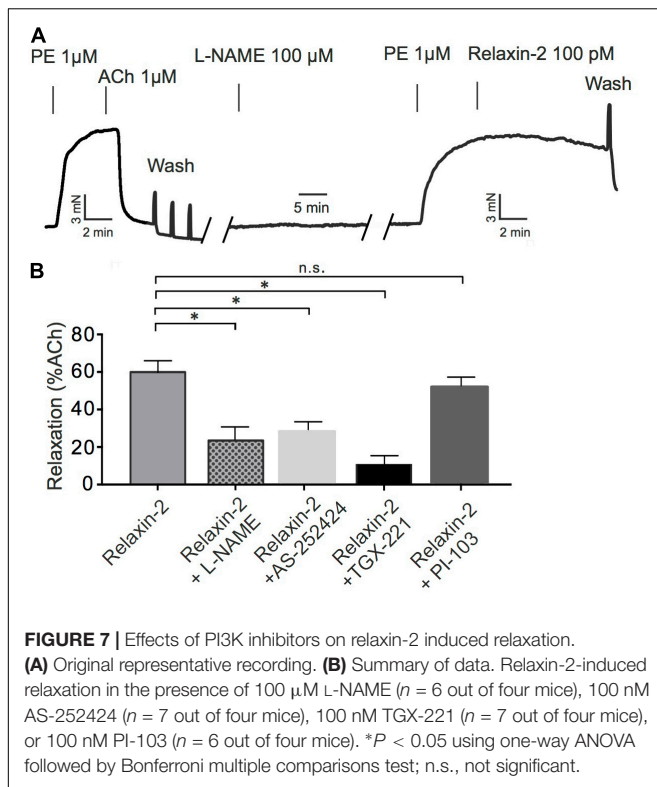 A
PE 1µM
ACh 1µM
L-NAME 100 µM
PE 1µM
Relaxin-2 100 pM
Wash
Wash
3 mN
2 min
5 min
3 mN
2 min
B
n.s.
*
*
*
Relaxation (%ACh)
80
60
40
20
0
Relaxin-2
Relaxin-2
+ L-NAME
Relaxin-2
+AS-252424
Relaxin-2
+TGX-221
Relaxin-2
+ PI-103
FIGURE 7 | Effects of PI3K inhibitors on relaxin-2 induced relaxation.
(A) Original representative recording. (B) Summary of data. Relaxin-2-induced
relaxation in the presence of 100 µM L-NAME (n = 6 out of four mice), 100 nM
AS-252424 (n = 7 out of four mice), 100 nM TGX-221 (n = 7 out of four mice),
or 100 nM PI-103 (n = 6 out of four mice). *P < 0.05 using one-way ANOVA
followed by Bonferroni multiple comparisons test; n.s., not significant.